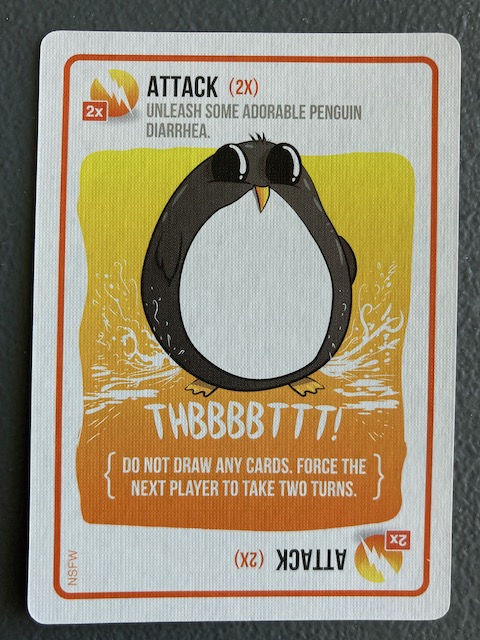 ATTACK (2X)
2x
UNLEASH SOME ADORABLE PENGUIN
DIARRHEA.
THBBBBTTT!
{ DO NOT DRAW ANY CARDS. FORCE THE
NEXT PLAYER TO TAKE TWO TURNS. }
NSFW
ATTACK (2X)
2x